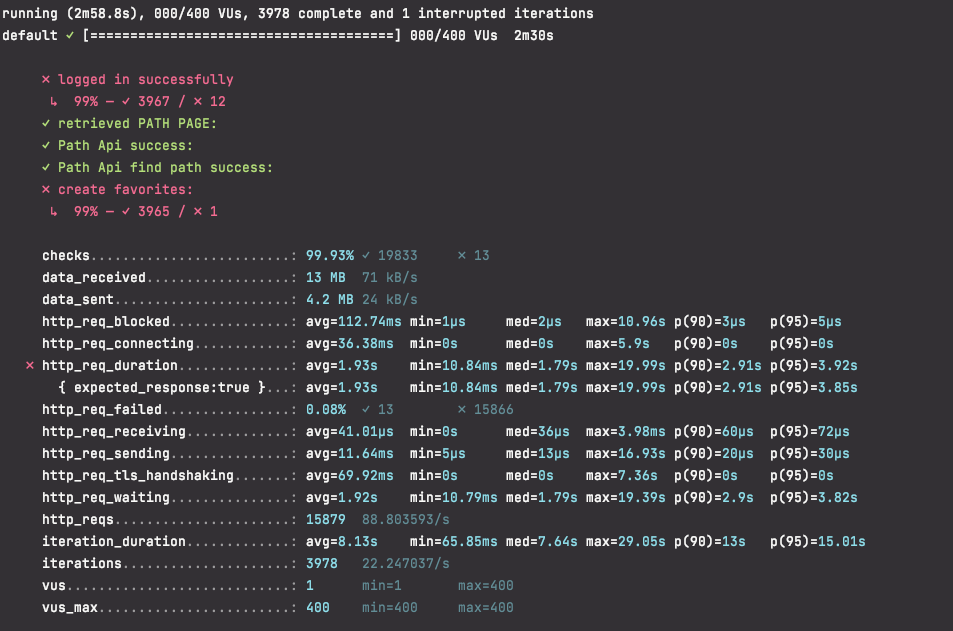 running (2m58.8s), 000/400 VUs, 3978 complete and 1 interrupted iterations
default ✓ [======================================] 000/400 VUs  2m30s
✗ logged in successfully
↳  99% — ✓ 3967 / ✗ 12
✓ retrieved PATH PAGE:
✓ Path Api success:
✓ Path Api find path success:
✗ create favorites:
↳  99% — ✓ 3965 / ✗ 1
checks.........................: 99.93% ✓ 19833     ✗ 13
data_received..................: 13 MB  71 kB/s
data_sent......................: 4.2 MB 24 kB/s
http_req_blocked...............: avg=112.74ms min=1µs     med=2µs   max=10.96s p(90)=3µs   p(95)=5µs
http_req_connecting............: avg=36.38ms  min=0s      med=0s    max=5.9s   p(90)=0s    p(95)=0s
✗ http_req_duration..............: avg=1.93s    min=10.84ms med=1.79s max=19.99s p(90)=2.91s p(95)=3.92s
{ expected_response:true }...: avg=1.93s    min=10.84ms med=1.79s max=19.99s p(90)=2.91s p(95)=3.85s
http_req_failed................: 0.08%  ✓ 13        ✗ 15866
http_req_receiving.............: avg=41.01µs  min=0s      med=36µs  max=3.98ms p(90)=60µs  p(95)=72µs
http_req_sending...............: avg=11.64ms  min=5µs     med=13µs  max=16.93s p(90)=20µs  p(95)=30µs
http_req_tls_handshaking.......: avg=69.92ms  min=0s      med=0s    max=7.36s  p(90)=0s    p(95)=0s
http_req_waiting...............: avg=1.92s    min=10.79ms med=1.79s max=19.39s p(90)=2.9s  p(95)=3.82s
http_reqs......................: 15879  88.803593/s
iteration_duration.............: avg=8.13s    min=65.85ms med=7.64s max=29.05s p(90)=13s   p(95)=15.01s
iterations.....................: 3978   22.247037/s
vus............................: 1      min=1       max=400
vus_max........................: 400    min=400     max=400